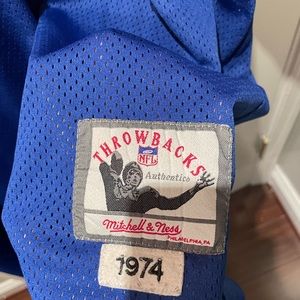 THROWBACKS
NFL
Authentics
Mitchell & Ness
PHILADELPHIA, PA
1974